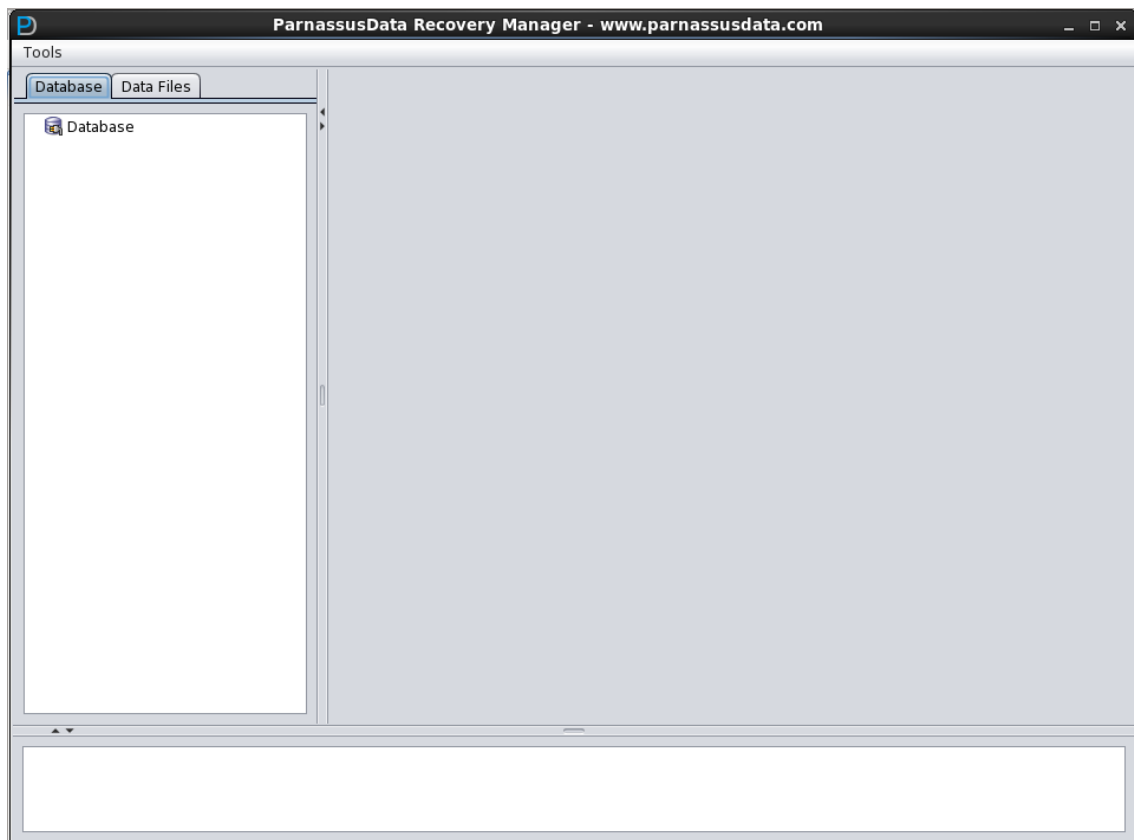 ParnassusData Recovery Manager - www.parnassusdata.com
Tools
Database Data Files
Database